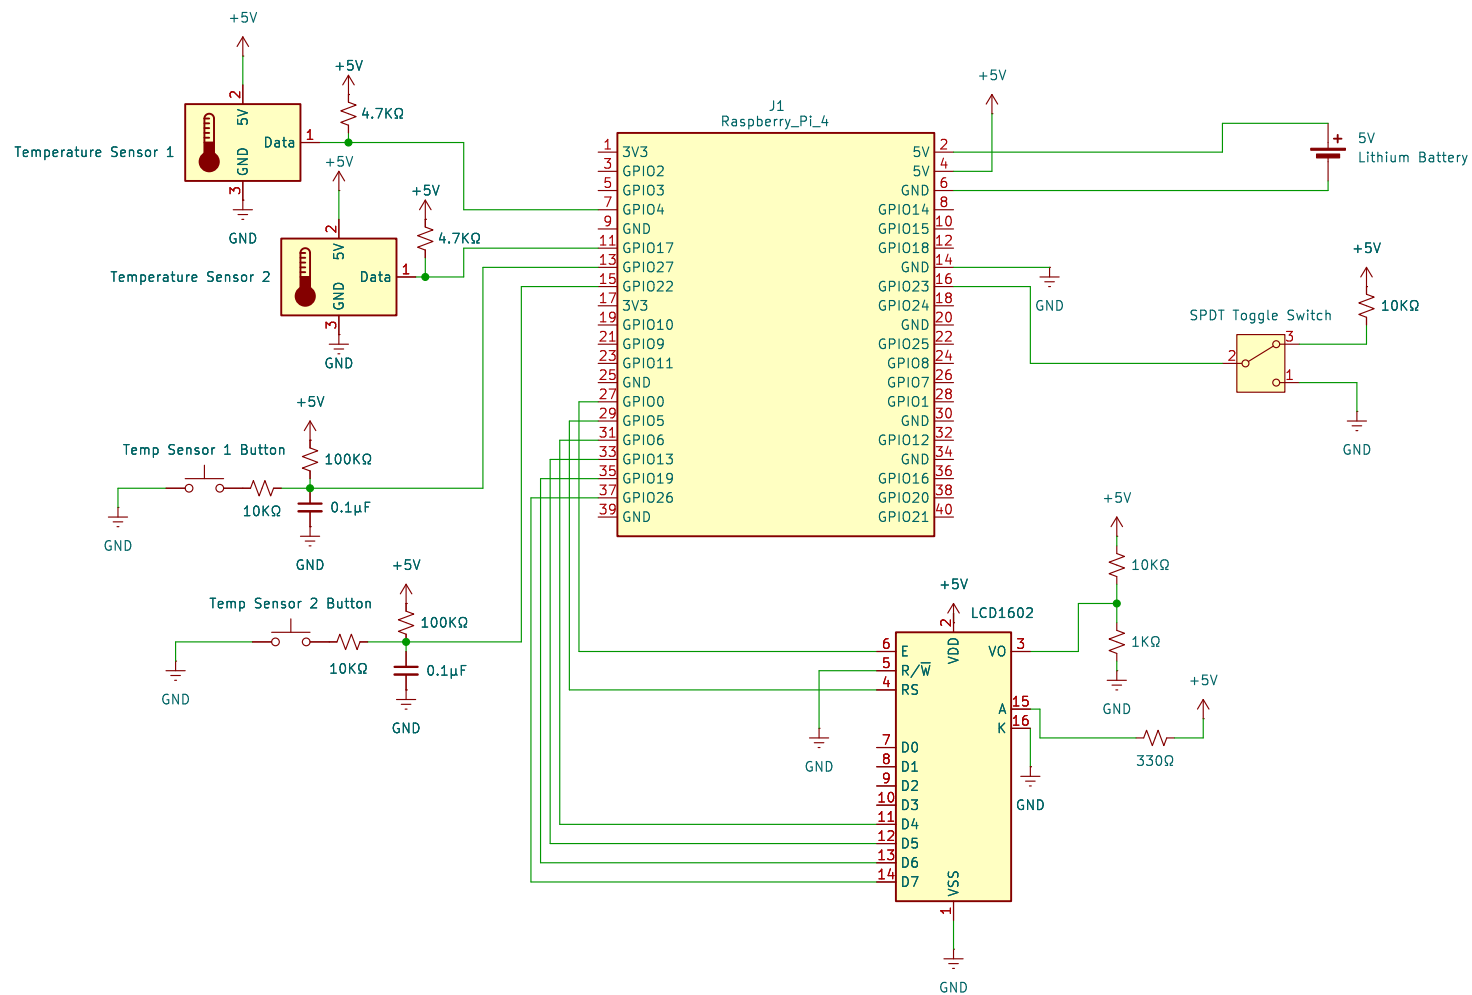 +5V
2
5V
Data
1
GND
3
GND
Temperature Sensor 1
+5V
4.7KΩ
+5V
2
5V
Data
1
GND
3
GND
Temperature Sensor 2
+5V
4.7KΩ
J1
Raspberry_Pi_4
1 3V3
3 GPIO2
5 GPIO3
7 GPIO4
9 GND
11 GPIO17
13 GPIO27
15 GPIO22
17 3V3
19 GPIO10
21 GPIO9
23 GPIO11
25 GND
27 GPIO0
29 GPIO5
31 GPIO6
33 GPIO13
35 GPIO19
37 GPIO26
39 GND
5V 2
5V 4
GND 6
GPIO14 8
GPIO15 10
GPIO18 12
GND 14
GPIO23 16
GPIO24 18
GND 20
GPIO25 22
GPIO8 24
GPIO7 26
GPIO1 28
GND 30
GPIO12 32
GND 34
GPIO16 36
GPIO20 38
GPIO21 40
+5V
+
5V
Lithium Battery
GND
+5V
10KΩ
SPDT Toggle Switch
2
3
1
GND
+5V
100KΩ
Temp Sensor 1 Button
10KΩ
0.1µF
GND
GND
+5V
100KΩ
Temp Sensor 2 Button
10KΩ
0.1µF
GND
GND
+5V
LCD1602
2
VDD
6 E
5 R/W̅
4 RS
7 D0
8 D1
9 D2
10 D3
11 D4
12 D5
13 D6
14 D7
VO 3
A 15
K 16
VSS
1
GND
GND
GND
+5V
10KΩ
1KΩ
GND
+5V
330Ω